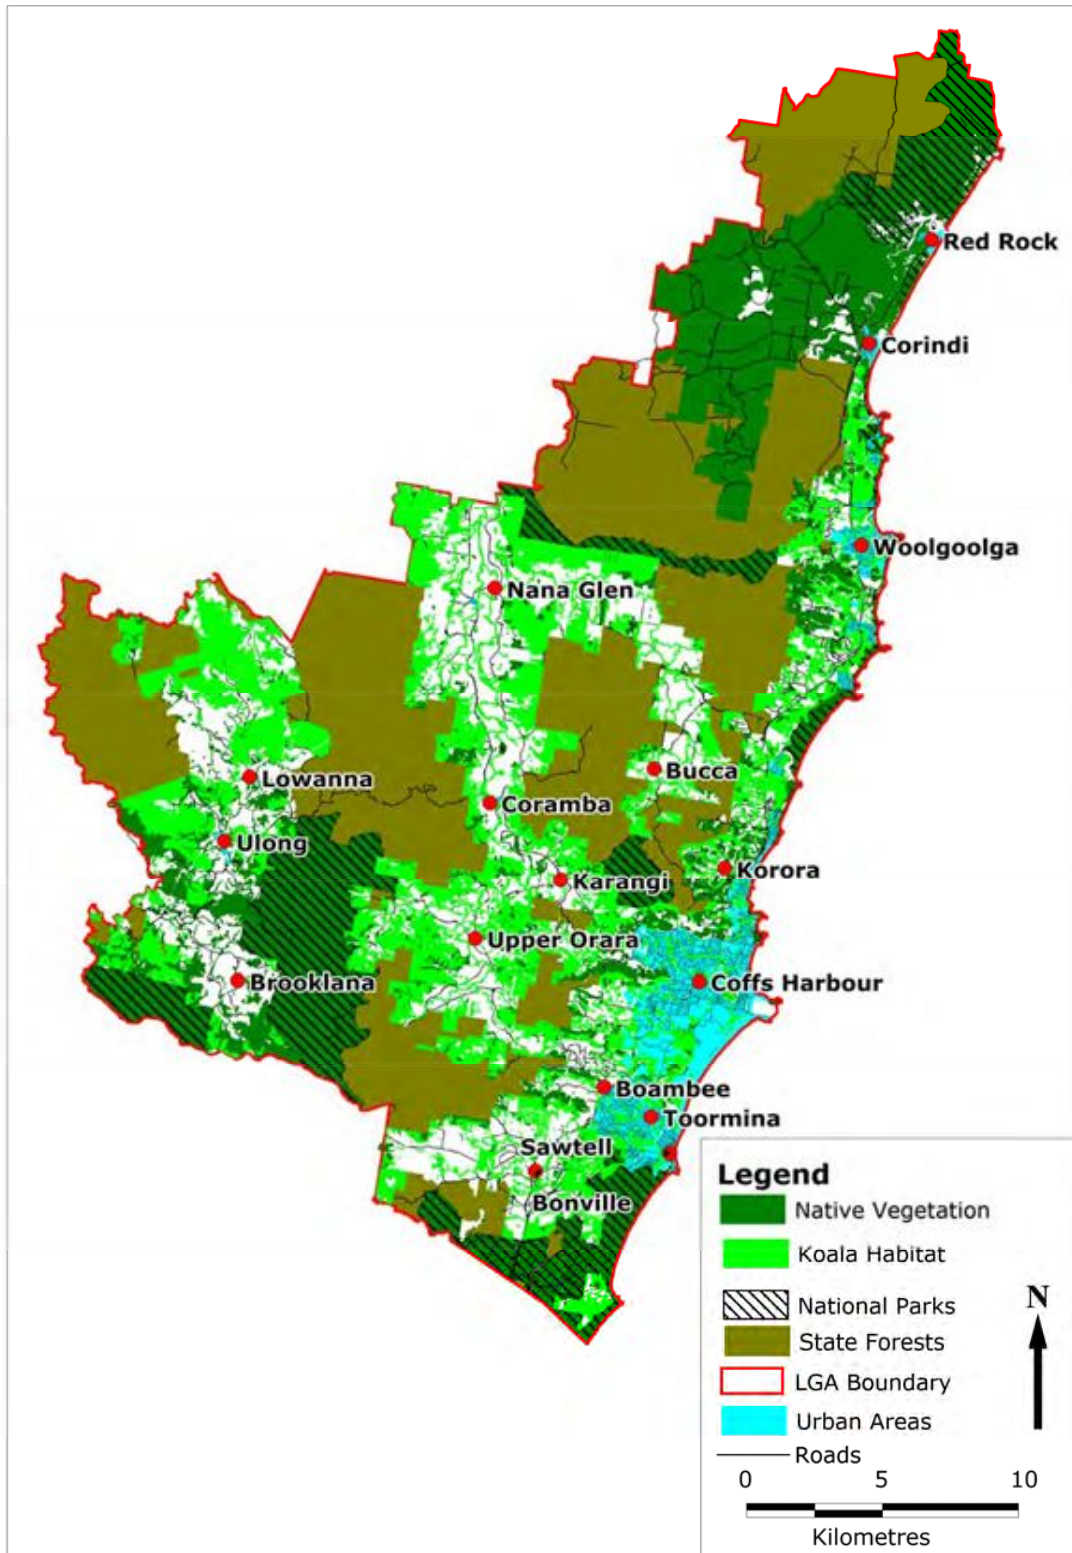 Red Rock
Corindi
Woolgoolga
Nana Glen
Lowanna
Bucca
Coramba
Ulong
Korora
Karangi
Upper Orara
Brooklana
Coffs Harbour
Boambee
Toormina
Sawtell
Bonville
Legend
Native Vegetation
Koala Habitat
National Parks
State Forests
LGA Boundary
Urban Areas
Roads
N
0 5 10
Kilometres